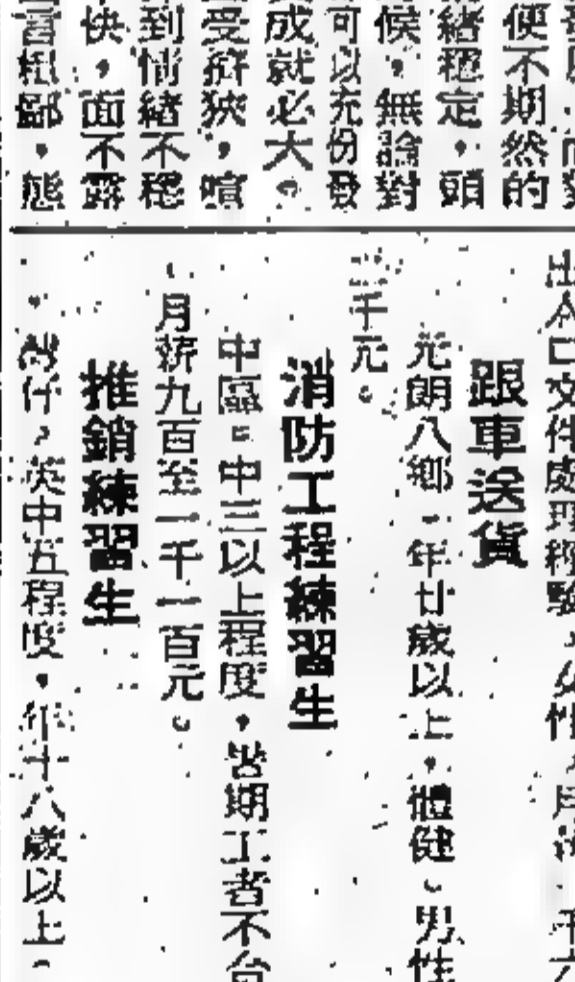 便不期然的
緒穩定，頭
候，無論對
可以充份發
成就必大。
受
到情緒不穩
快，面不露
態
出入口文件處理經驗，女性，月
跟車送貨
元朗八鄉，年廿歲以上，體健。男性
二千元。
消防工程練習生
中區。中三以上程度，暑期工者不合
月薪九百至一千一百元。
推銷練習生
灣仔，英中五程度，年十八歲以上。